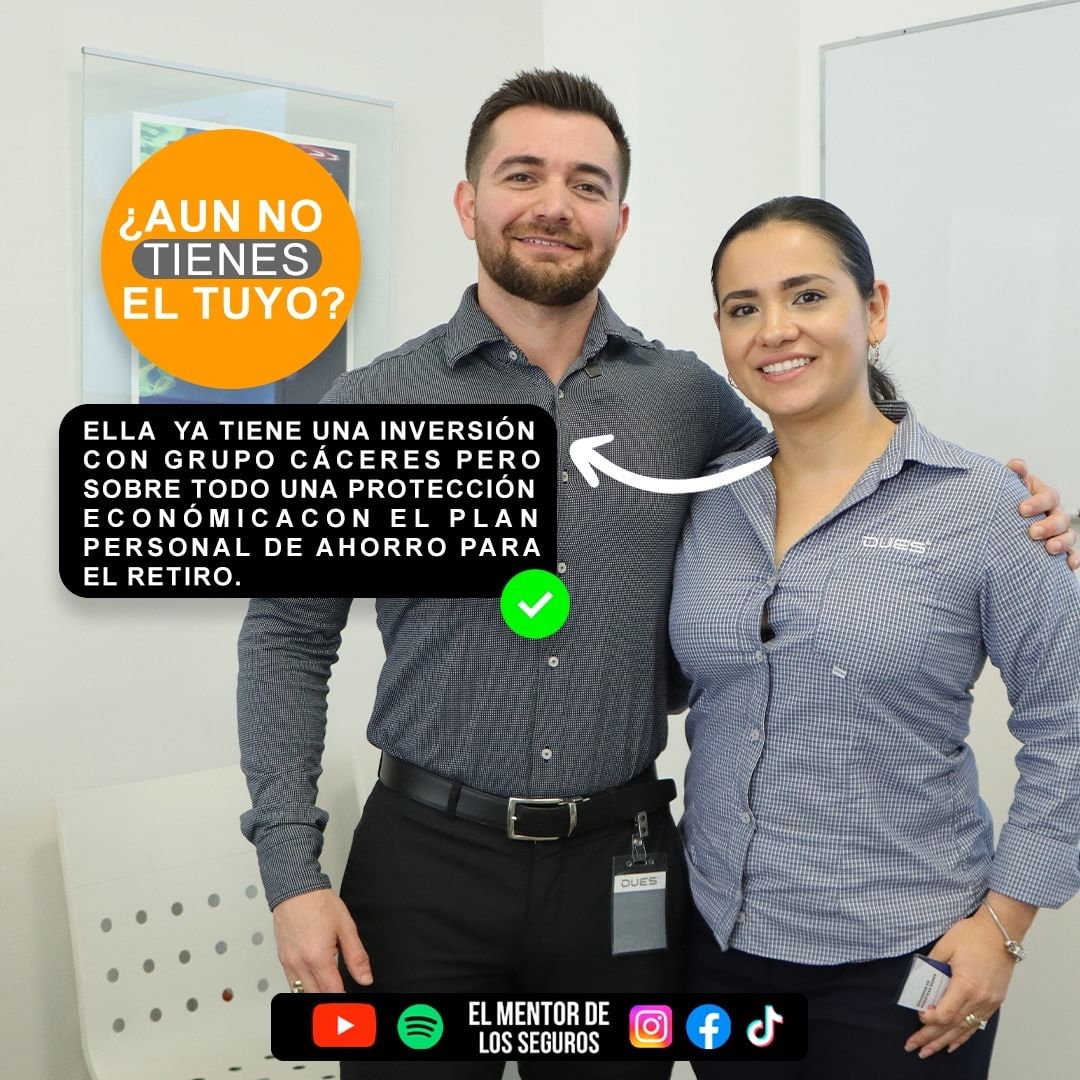 ¿AUN NO
TIENES
EL TUYO?
ELLA YA TIENE UNA INVERSIÓN
CON GRUPO CÁCERES PERO
SOBRE TODO UNA PROTECCIÓN
ECONÓMICACON EL PLAN
PERSONAL DE AHORRO PARA
EL RETIRO.
DUES
DUES
EL MENTOR DE
LOS SEGUROS